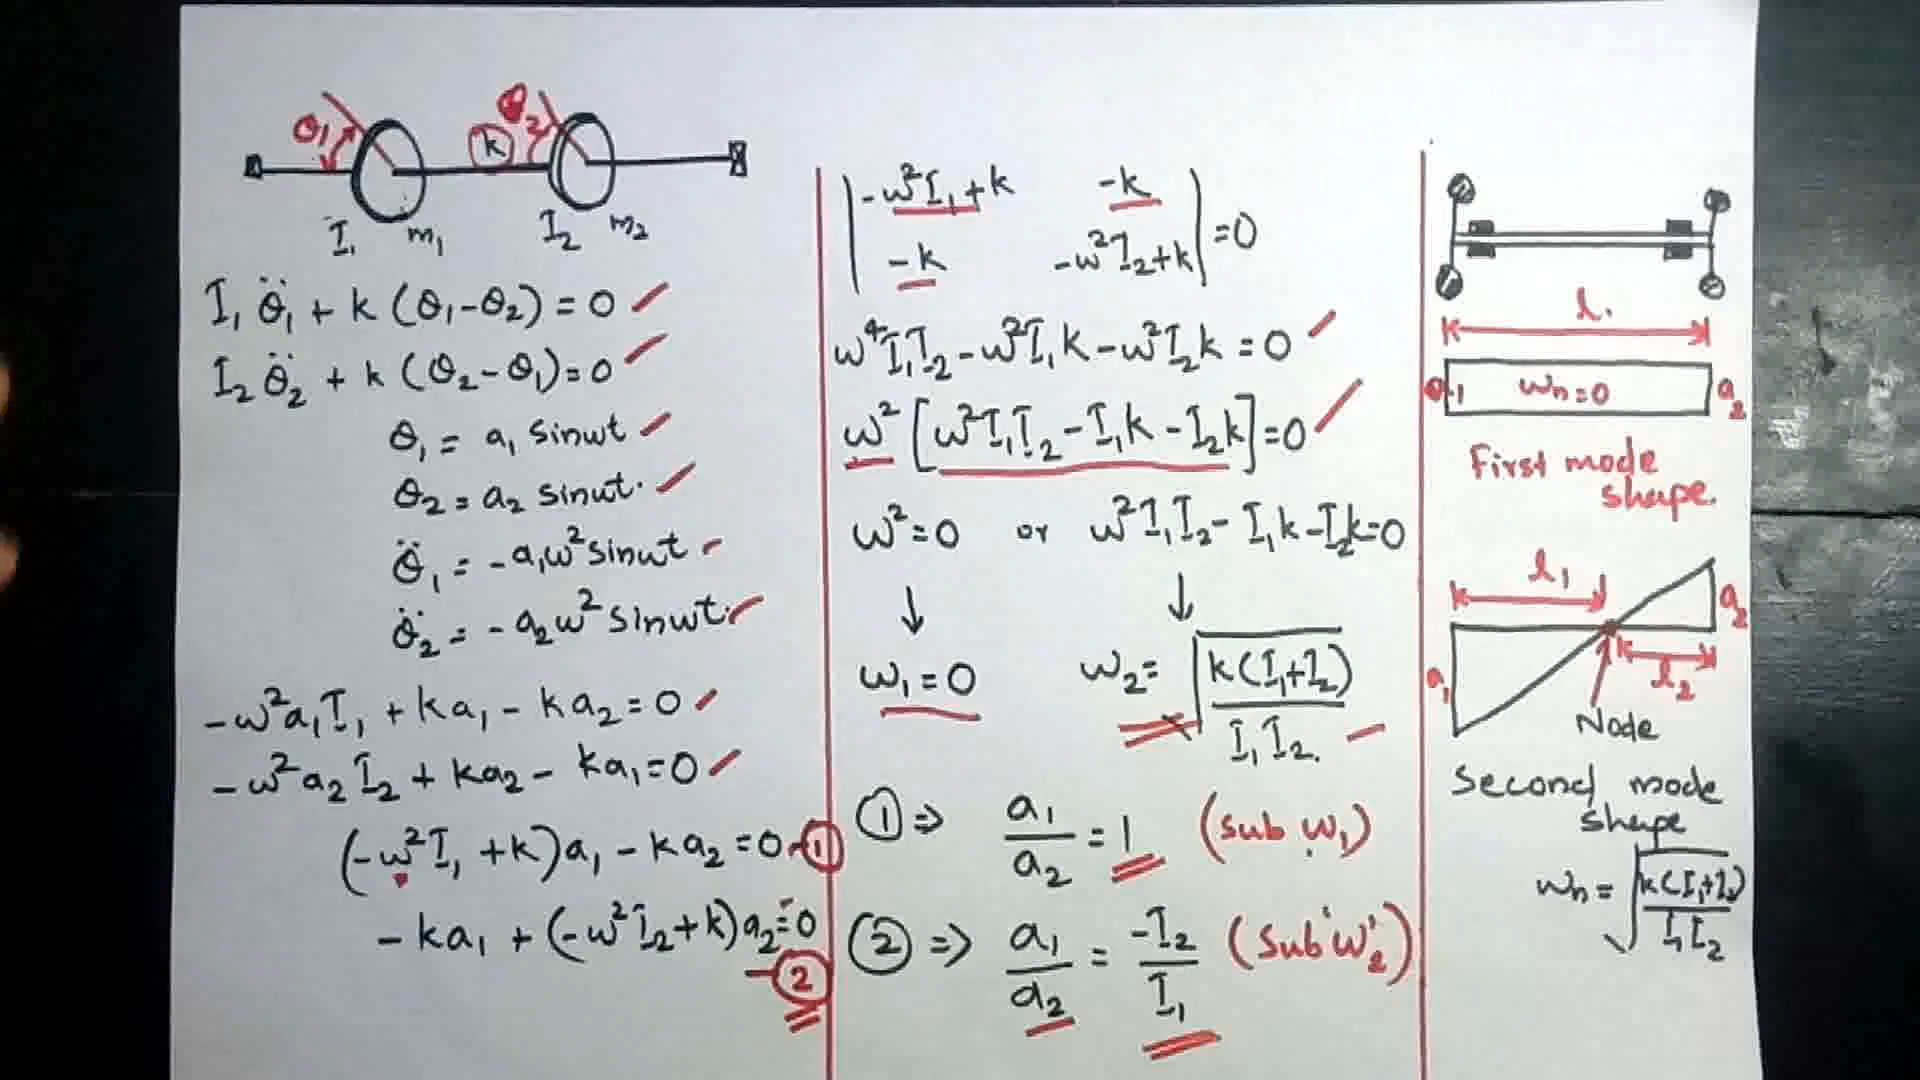 θ₁ k θ₂
I₁ m₁ I₂ m₂
I₁ θ̈₁ + k (θ₁-θ₂) = 0
I₂ θ̈₂ + k (θ₂-θ₁) = 0
θ₁ = a₁ sinωt
θ₂ = a₂ sinωt.
θ̈₁ = -a₁ω² sinωt
θ̈₂ = -a₂ω² sinωt.
-ω²a₁I₁ + ka₁ - ka₂ = 0
-ω²a₂I₂ + ka₂ - ka₁ = 0
(-ω²I₁ + k)a₁ - ka₂ = 0 - ①
-ka₁ + (-ω²I₂+k)a₂ = 0
- ②
| -ω²I₁+k -k |
| -k -ω²I₂+k | = 0
ω⁴I₁I₂ - ω²I₁k - ω²I₂k = 0
ω² [ω²I₁I₂ - I₁k - I₂k] = 0
ω² = 0 or ω²I₁I₂ - I₁k - I₂k = 0
↓ ↓
ω₁ = 0 ω₂ = √(k(I₁+I₂) / I₁I₂.)
① ⇒ a₁/a₂ = 1 (sub ω₁)
② ⇒ a₁/a₂ = -I₂/I₁ (Sub 'ω₂')
l.
a₁ ωn = 0 a₂
First mode
shape.
l₁
a₁ a₂
l₂
Node
Second mode
shape
ωn = √(k(I₁+I₂) / I₁I₂)